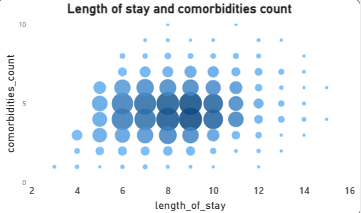 Length of stay and comorbidities count
10
5
0
comorbidities_count
2 4 6 8 10 12 14 16
length_of_stay